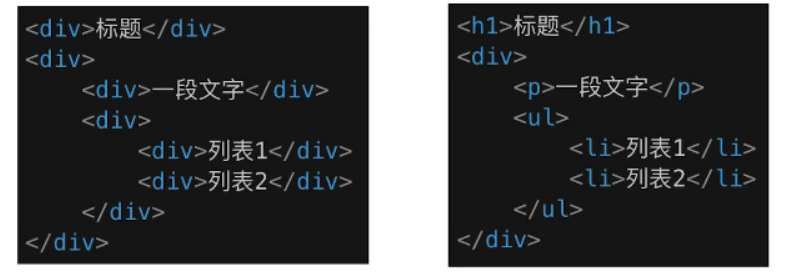 <div>标题</div>
<div>
    <div>一段文字</div>
    <div>
        <div>列表1</div>
        <div>列表2</div>
    </div>
</div>
<h1>标题</h1>
<div>
    <p>一段文字</p>
    <ul>
        <li>列表1</li>
        <li>列表2</li>
    </ul>
</div>